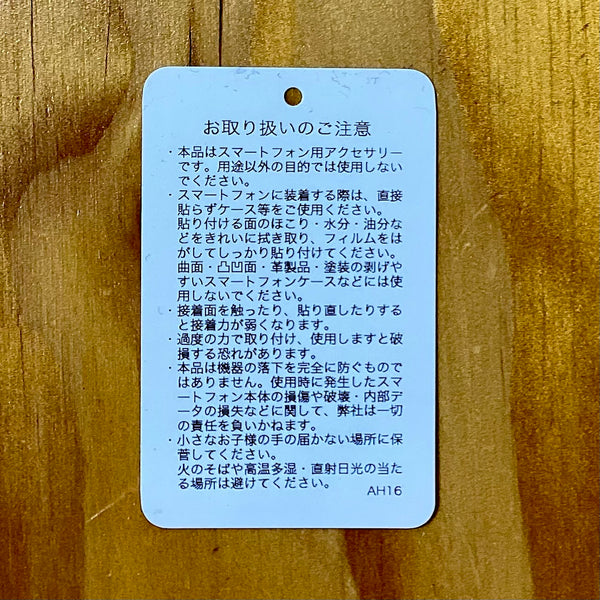 お取り扱いのご注意
・本品はスマートフォン用アクセサリー
です。用途以外の目的では使用しない
でください。
・スマートフォンに装着する際は、直接
貼らずケース等をご使用ください。
貼り付ける面のほこり・水分・油分な
どをきれいに拭き取り、フィルムをは
がしてしっかり貼り付けてください。
曲面・凸凹面・革製品・塗装の剥げや
すいスマートフォンケースなどには使
用しないでください。
・接着面を触ったり、貼り直したりする
と接着力が弱くなります。
・過度の力で取り付け、使用しますと破
損する恐れがあります。
・本品は機器の落下を完全に防ぐもので
はありません。使用時に発生したスマ
ートフォン本体の損傷や破壊・内部デ
ータの損失などに関して、弊社は一切
の責任を負いかねます。
・小さなお子様の手の届かない場所に保
菅してください。
火のそばや高温多湿・直射日光の当た
る場所は避けてください。
AH16